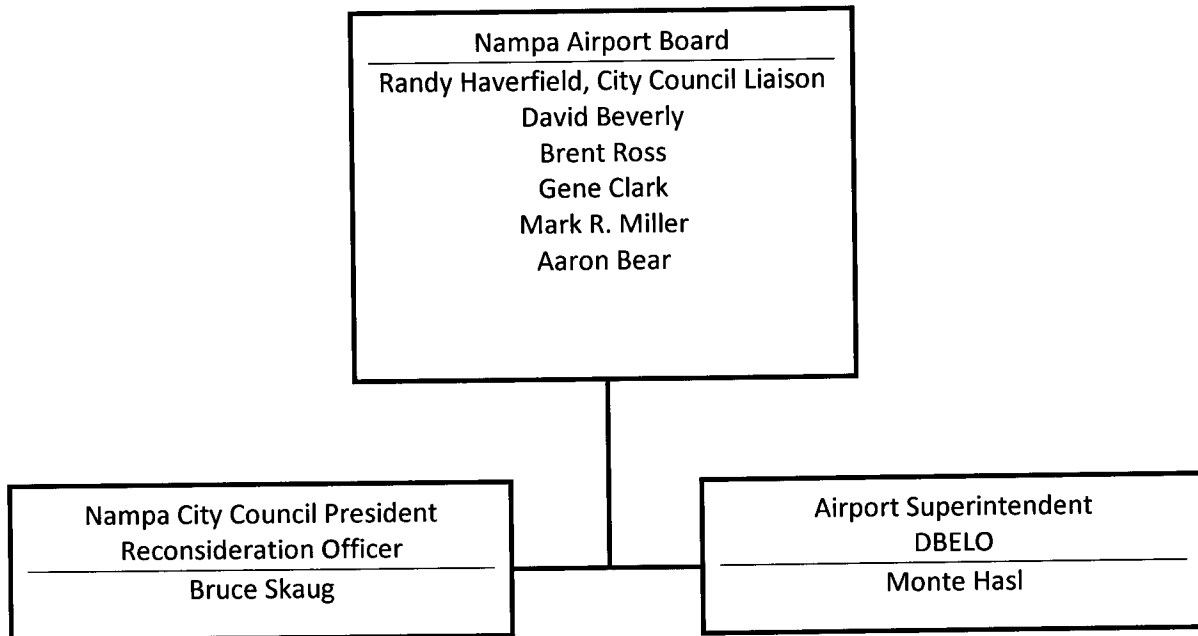 Nampa Airport Board
Randy Haverfield, City Council Liaison
David Beverly
Brent Ross
Gene Clark
Mark R. Miller
Aaron Bear
Nampa City Council President
Reconsideration Officer
Bruce Skaug
Airport Superintendent
DBELO
Monte Hasl